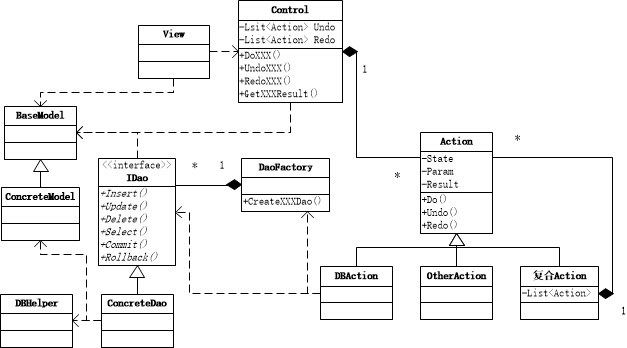 Control
-Lsit<Action> Undo
-List<Action> Redo
+DoXXX()
+UndoXXX()
+RedoXXX()
+GetXXXResult()
View
1
BaseModel
<<interface>>
IDao
+Insert()
+Update()
+Delete()
+Select()
+Commit()
+Rollback()
*
1
DaoFactory
+CreateXXXDao()
Action
-State
-Param
-Result
+Do()
+Undo()
+Redo()
*
*
ConcreteModel
DBHelper
ConcreteDao
DBAction
OtherAction
复合Action
-List<Action>
1